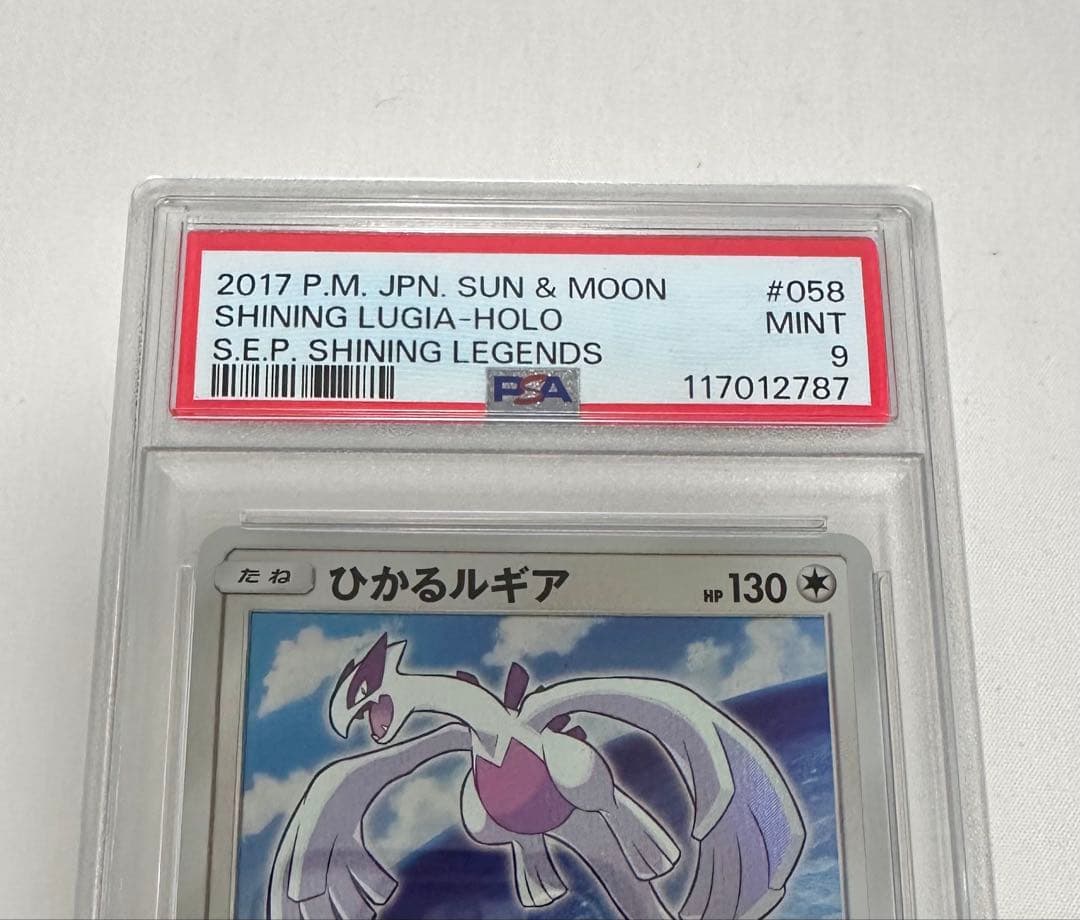 2017 P.M. JPN. SUN & MOON #058
SHINING LUGIA-HOLO MINT
S.E.P. SHINING LEGENDS 9
PSA 117012787
たね ひかるルギア HP 130